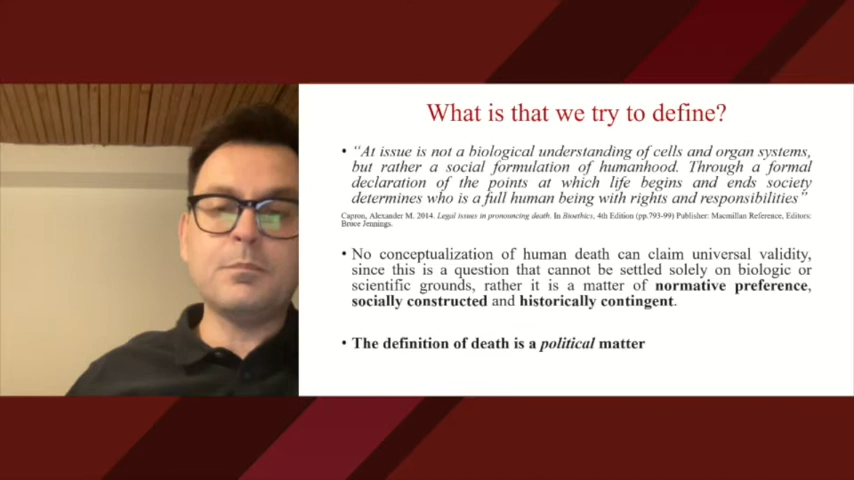 What is that we try to define?
• “At issue is not a biological understanding of cells and organ systems,
but rather a social formulation of humanhood. Through a formal
declaration of the points at which life begins and ends society
determines who is a full human being with rights and responsibilities”
Capron, Alexander M. 2014. Legal issues in pronouncing death. In Bioethics, 4th Edition (pp.793-99) Publisher: Macmillan Reference, Editors:
Bruce Jennings.
• No conceptualization of human death can claim universal validity,
since this is a question that cannot be settled solely on biologic or
scientific grounds, rather it is a matter of normative preference,
socially constructed and historically contingent.
• The definition of death is a political matter